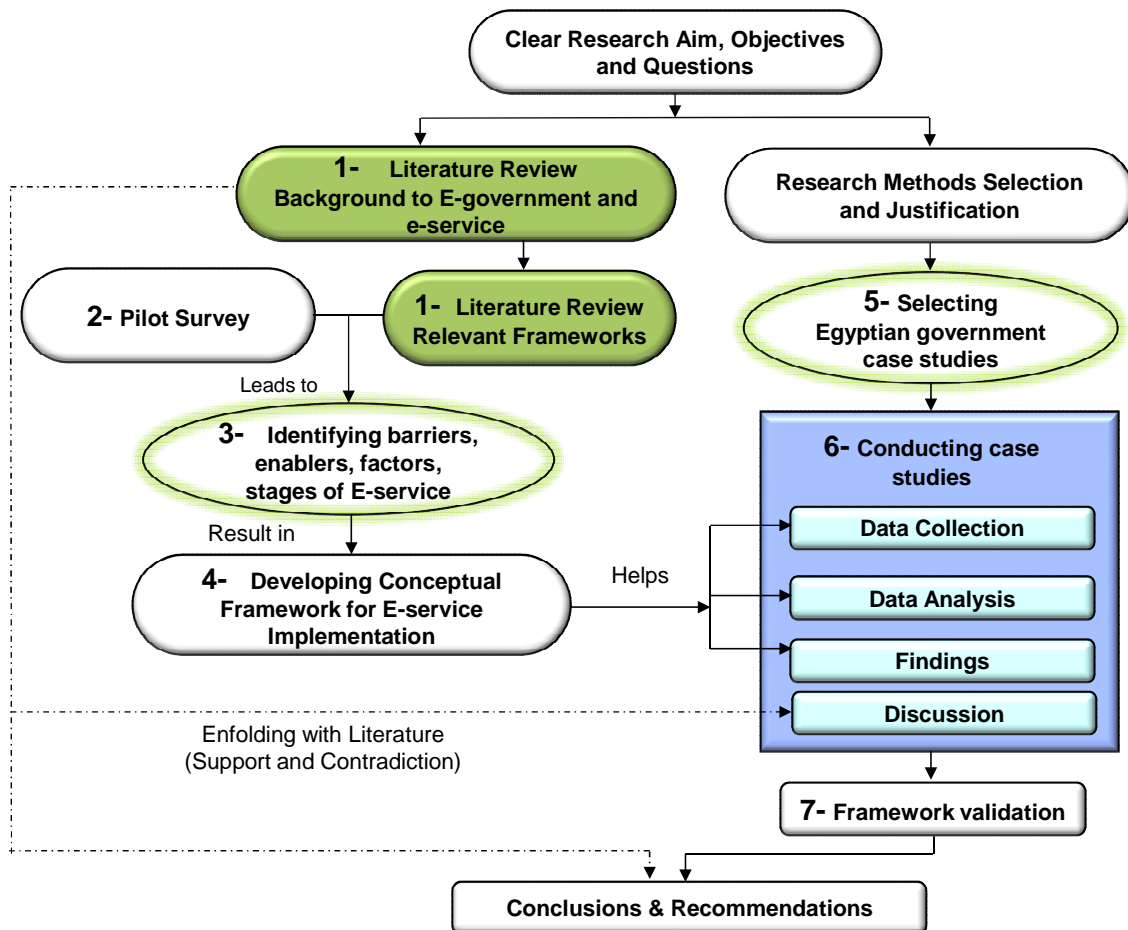 Clear Research Aim, Objectives
and Questions
1- Literature Review
Background to E-government and
e-service
Research Methods Selection
and Justification
2- Pilot Survey
1- Literature Review
Relevant Frameworks
5- Selecting
Egyptian government
case studies
Leads to
3- Identifying barriers,
enablers, factors,
stages of E-service
6- Conducting case
studies
Data Collection
Result in
4- Developing Conceptual
Framework for E-service
Implementation
Helps
Data Analysis
Findings
Discussion
Enfolding with Literature
(Support and Contradiction)
7- Framework validation
Conclusions & Recommendations